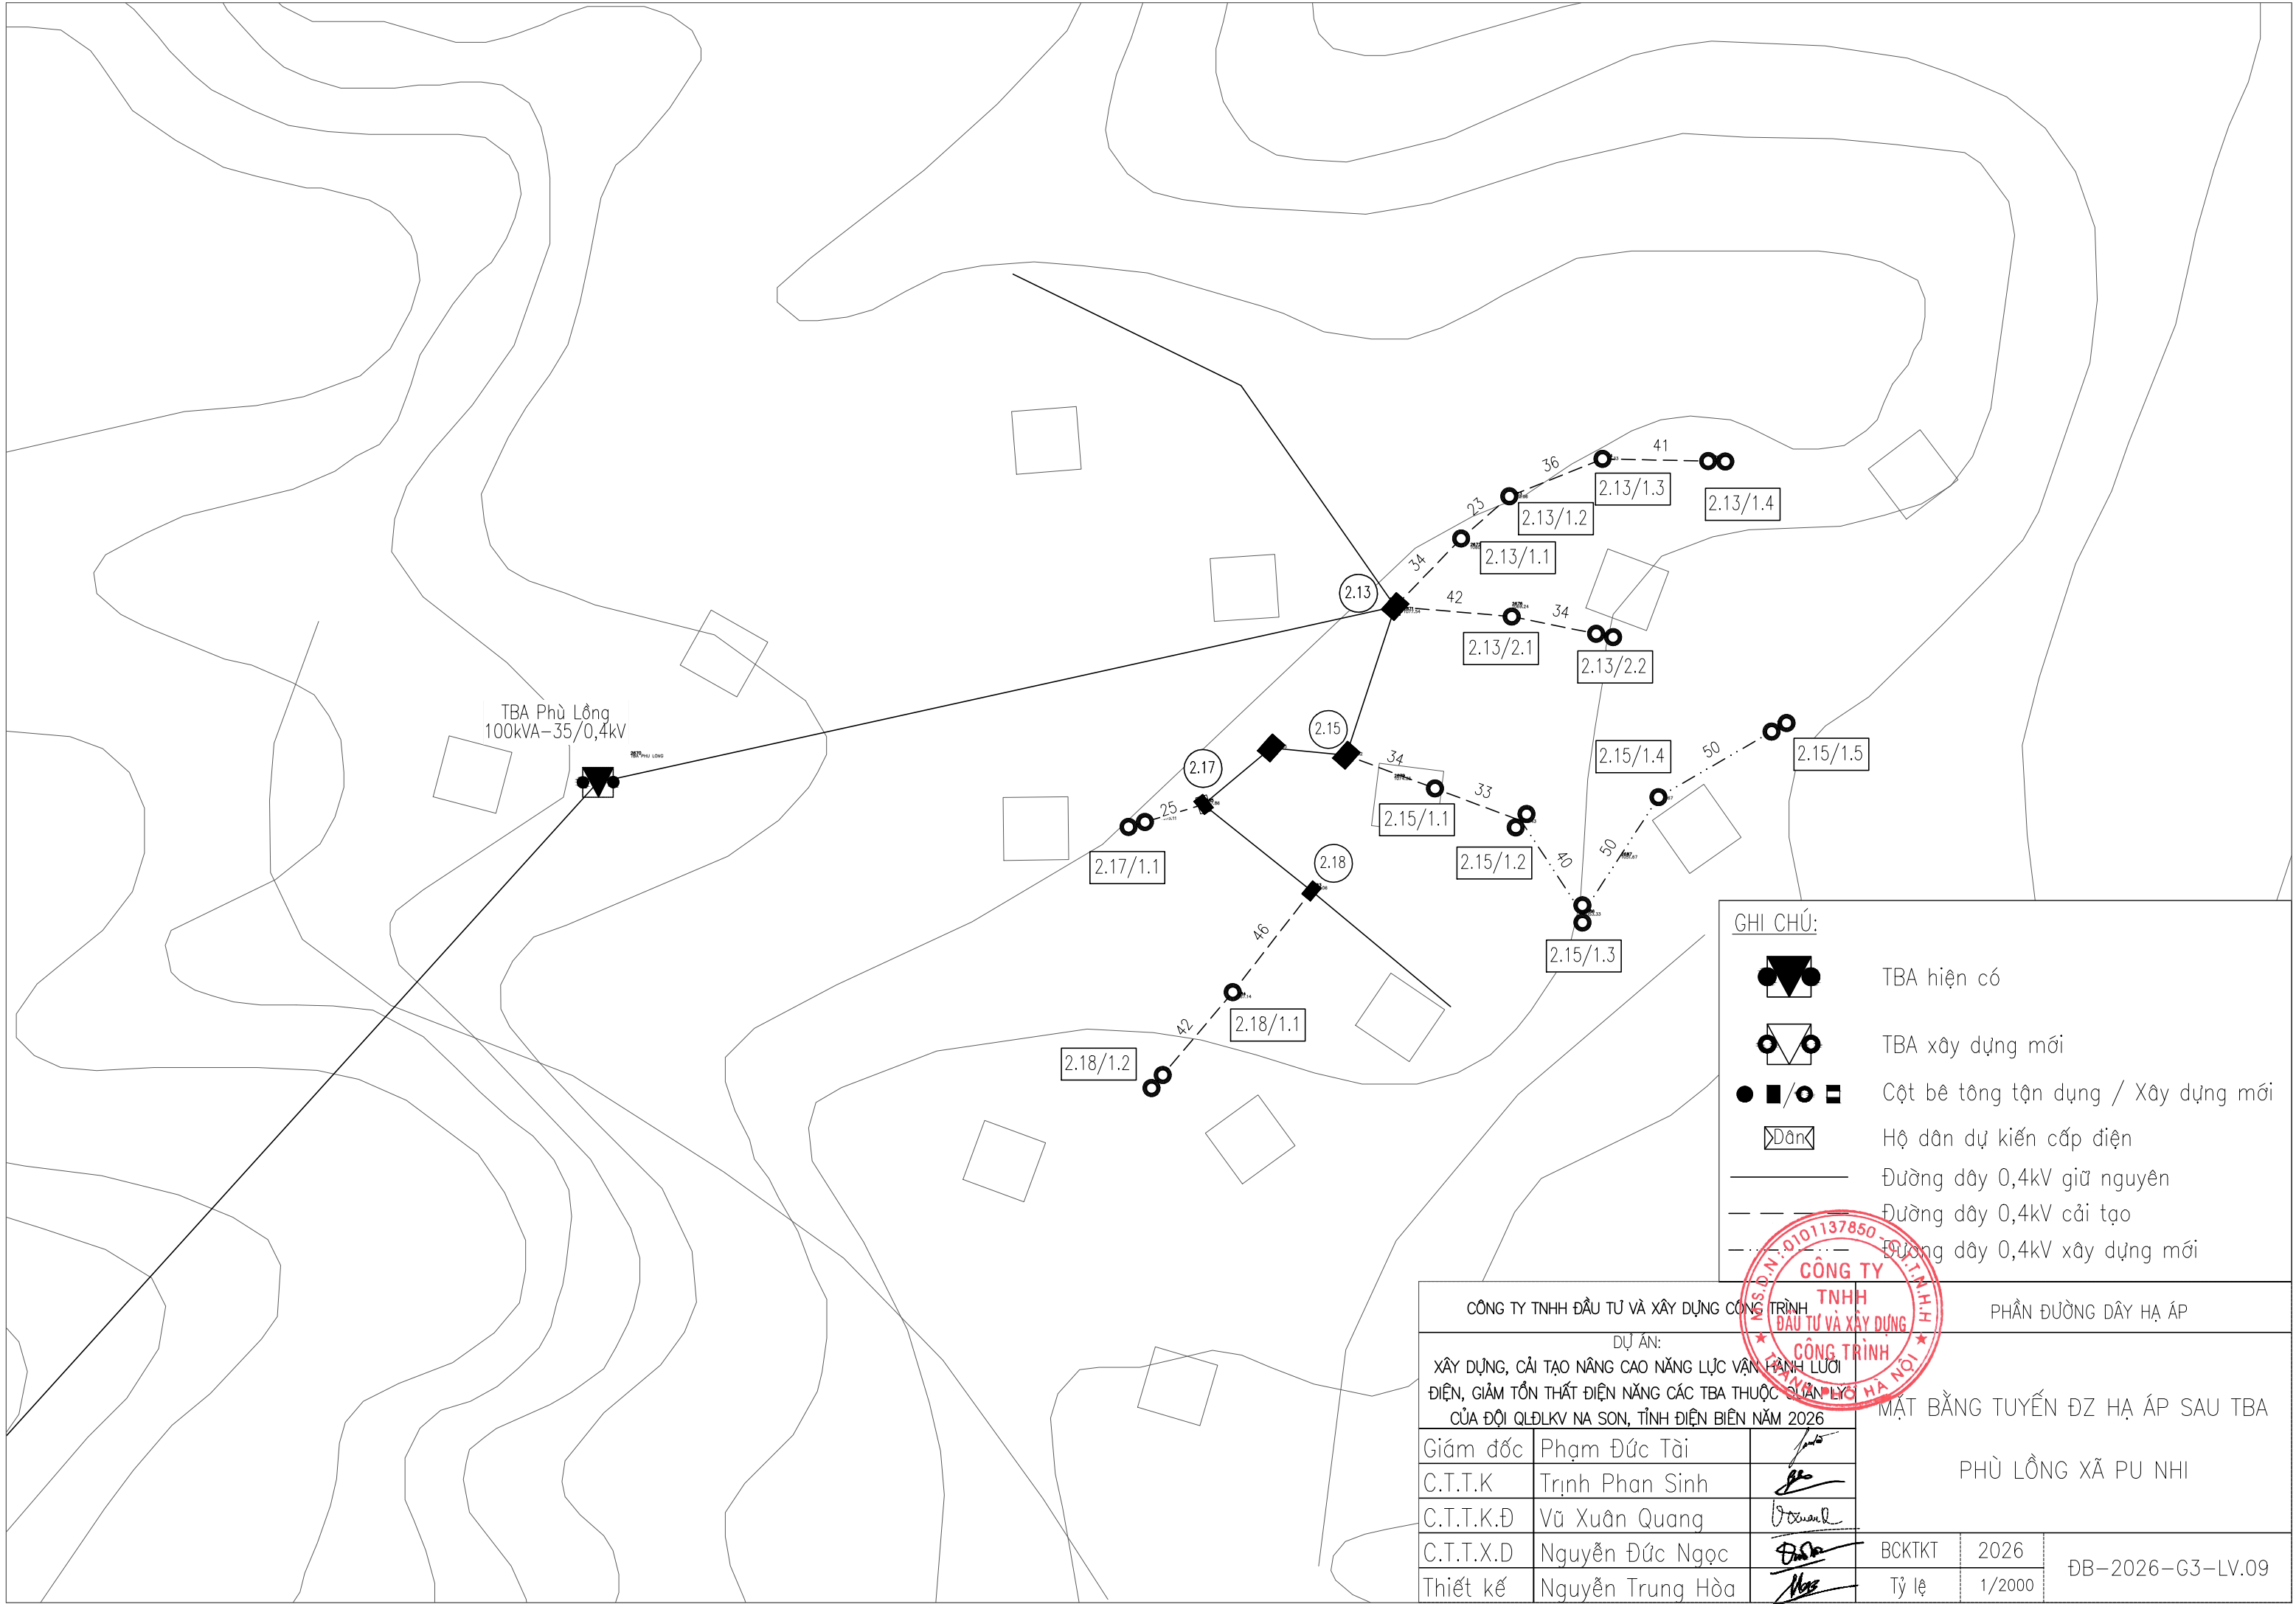 41
36
2.13/1.3
2.13/1.4
23
2.13/1.2
34
2.13/1.1
2.13
42
34
2.13/2.1
2.13/2.2
TBA Phù Lồng
100kVA-35/0,4kV
TBA PHU LONG
2.15
2.15/1.4
50
2.15/1.5
2.17
34
33
25
2.15/1.1
2.17/1.1
2.15/1.2
40
50
2.18
46
2.15/1.3
2.18/1.1
42
2.18/1.2
GHI CHÚ:
TBA hiện có
TBA xây dựng mới
Cột bê tông tận dụng / Xây dựng mới
Dân
Hộ dân dự kiến cấp điện
Đường dây 0,4kV giữ nguyên
Đường dây 0,4kV cải tạo
Đường dây 0,4kV xây dựng mới
M.S.D.N: 0101137850 - C.T.T.N.H.H
CÔNG TY
TNHH
ĐẦU TƯ VÀ XÂY DỰNG
CÔNG TRÌNH
THÀNH PHỐ HÀ NỘI
CÔNG TY TNHH ĐẦU TƯ VÀ XÂY DỰNG CÔNG TRÌNH
PHẦN ĐƯỜNG DÂY HẠ ÁP
DỰ ÁN:
XÂY DỰNG, CẢI TẠO NÂNG CAO NĂNG LỰC VẬN HÀNH LƯỚI
ĐIỆN, GIẢM TỔN THẤT ĐIỆN NĂNG CÁC TBA THUỘC QUẢN LÝ
CỦA ĐỘI QLĐLKV NA SON, TỈNH ĐIỆN BIÊN NĂM 2026
MẶT BẰNG TUYẾN ĐZ HẠ ÁP SAU TBA
PHÙ LỒNG XÃ PU NHI
Giám đốc Phạm Đức Tài
C.T.T.K Trịnh Phan Sinh
C.T.T.K.Đ Vũ Xuân Quang
C.T.T.X.D Nguyễn Đức Ngọc
Thiết kế Nguyễn Trung Hòa
BCKTKT 2026
Tỷ lệ 1/2000
ĐB-2026-G3-LV.09